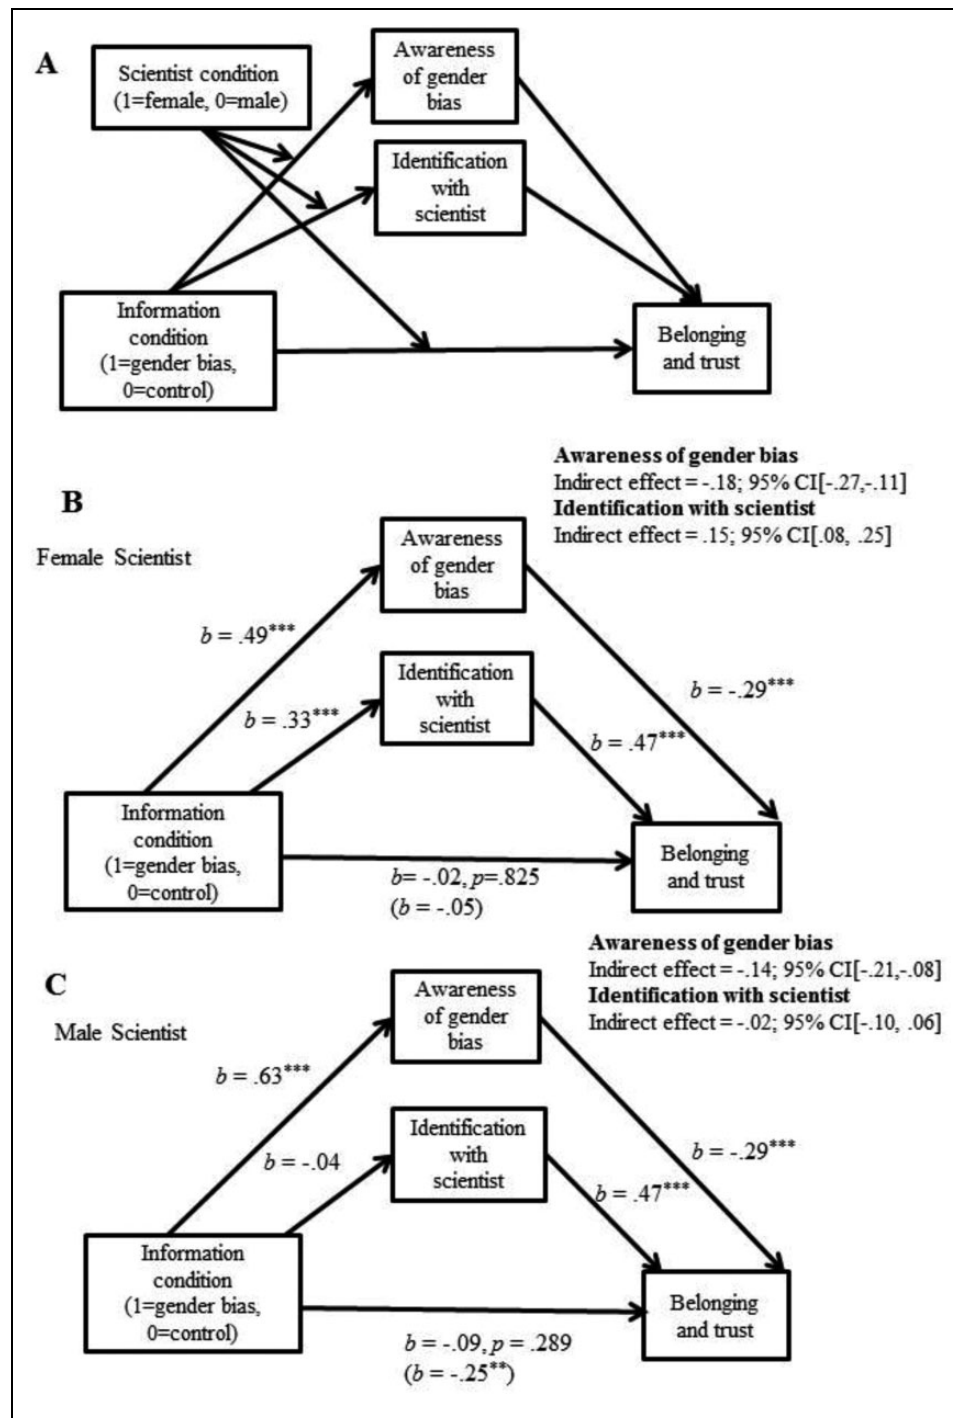 A
Scientist condition
(1=female, 0=male)
Awareness
of gender
bias
Identification
with
scientist
Information
condition
(1=gender bias,
0=control)
Belonging
and trust
B
Female Scientist
Awareness of gender bias
Indirect effect = -.18; 95% CI[-.27,-.11]
Identification with scientist
Indirect effect = .15; 95% CI[.08, .25]
Awareness
of gender
bias
b = .49***
Identification
with
scientist
b = .33***
b = -.29***
b = .47***
Information
condition
(1=gender bias,
0=control)
b= -.02, p=.825
(b = -.05)
Belonging
and trust
C
Male Scientist
Awareness of gender bias
Indirect effect = -.14; 95% CI[-.21,-.08]
Identification with scientist
Indirect effect = -.02; 95% CI[-.10, .06]
Awareness
of gender
bias
b = .63***
Identification
with
scientist
b = -.04
b = -.29***
b = .47***
Information
condition
(1=gender bias,
0=control)
b = -.09, p = .289
(b = -.25**)
Belonging
and trust